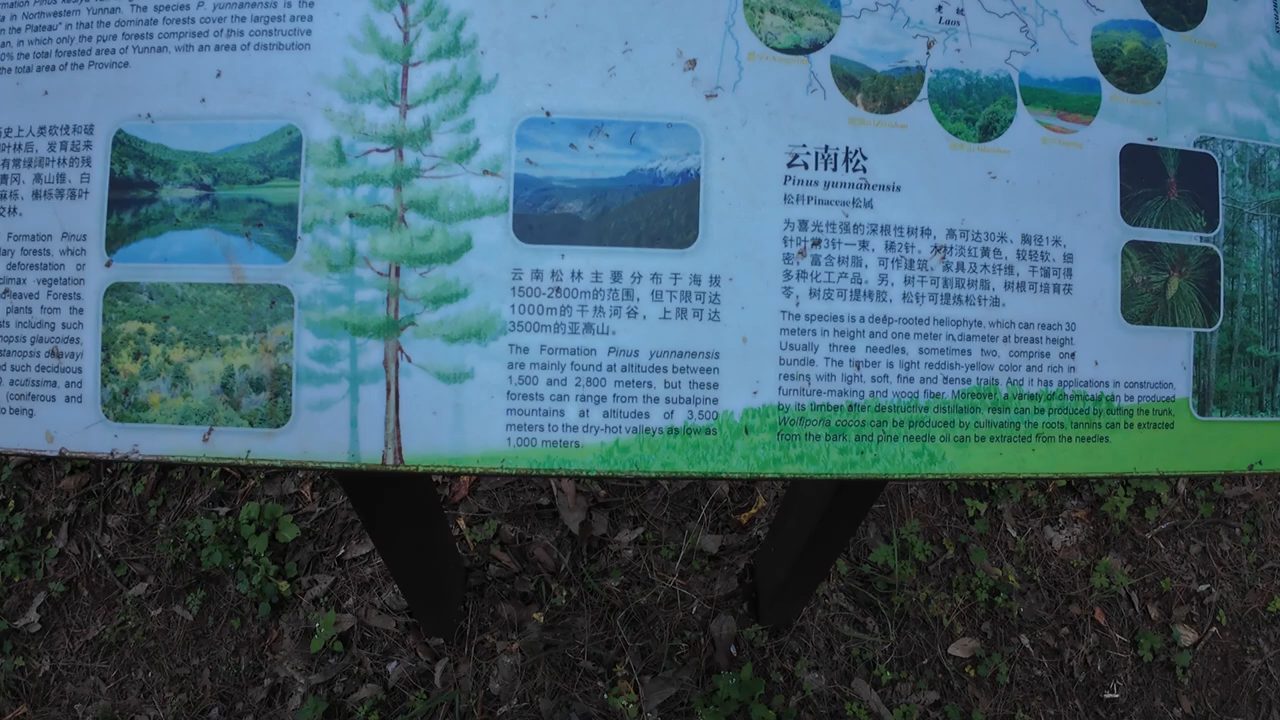 in Northwestern Yunnan. The species P. yunnanensis is the
the Plateau" in that the dominate forests cover the largest area
in which only the pure forests comprised of this constructive
0% the total forested area of Yunnan, with an area of distribution
the total area of the Province.
史上人类砍伐和破
叶林后，发育起来
有常绿阔叶林的残
青冈、高山锥、白
麻栎、槲栎等落叶
交林。
Formation Pinus
forests, which
deforestation or
climax vegetation
Forests.
plants from the
including such
glaucoides,
delavayi
such deciduous
acutissima, and
(coniferous and
being.
云南松林主要分布于海拔
1500-2800m的范围，但下限可达
1000m的干热河谷，上限可达
3500m的亚高山。
The Formation Pinus yunnanensis
are mainly found at altitudes between
1,500 and 2,800 meters, but these
forests can range from the subalpine
mountains at altitudes of 3,500
meters to the dry-hot valleys as low as
1,000 meters.
老挝
Laos
云南松
Pinus yunnanensis
松科Pinaceae松属
为喜光性强的深根性树种，高可达30米、胸径1米，
针叶常3针一束，稀2针。木材淡红黄色，较轻软、细
密，富含树脂，可作建筑、家具及木纤维，干馏可得
多种化工产品。另，树干可割取树脂，树根可培育茯
苓，树皮可提栲胶，松针可提炼松针油。
The species is a deep-rooted heliophyte, which can reach 30
meters in height and one meter in diameter at breast height.
Usually three needles, sometimes two, comprise one
bundle. The timber is light reddish-yellow color and rich in
resins with light, soft, fine and dense traits. And it has applications in construction,
furniture-making and wood fiber. Moreover, a variety of chemicals can be produced
by its timber after destructive distillation, resin can be produced by cutting the trunk,
Wolfiporia cocos can be produced by cultivating the roots, tannins can be extracted
from the bark, and pine needle oil can be extracted from the needles.